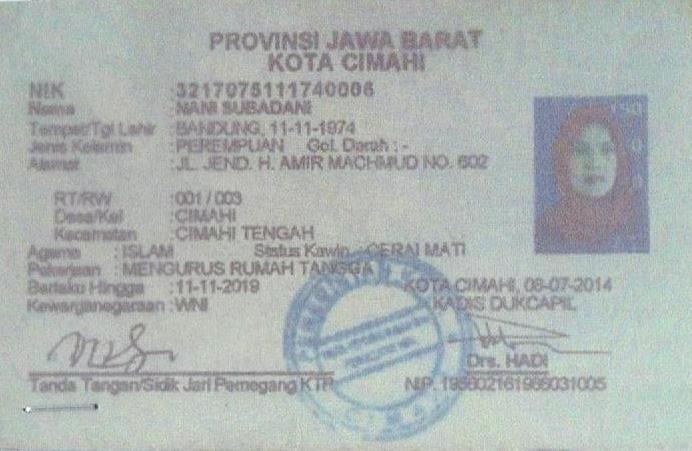 PROVINSI JAWA BARAT
KOTA CIMAHI
NIK : 3217075111740006
Nama : NANI SUBADANI
Tempat/Tgl Lahir : BANDUNG, 11-11-1974
Jenis Kelamin : PEREMPUAN Gol. Darah : -
Alamat : JL. JEND. H. AMIR MACHMUD NO. 602
RT/RW : 001 / 003
Desa/Kel : CIMAHI
Kecamatan : CIMAHI TENGAH
Agama : ISLAM Status Kawin : CERAI MATI
Pekerjaan : MENGURUS RUMAH TANGGA
Berlaku Hingga : 11-11-2019 KOTA CIMAHI, 08-07-2014
Kewarganegaraan : WNI KADIS DUKCAPIL
Drs. HADI
Tanda Tangan/Sidik Jari Pemegang KTP NIP. 195602161986031005